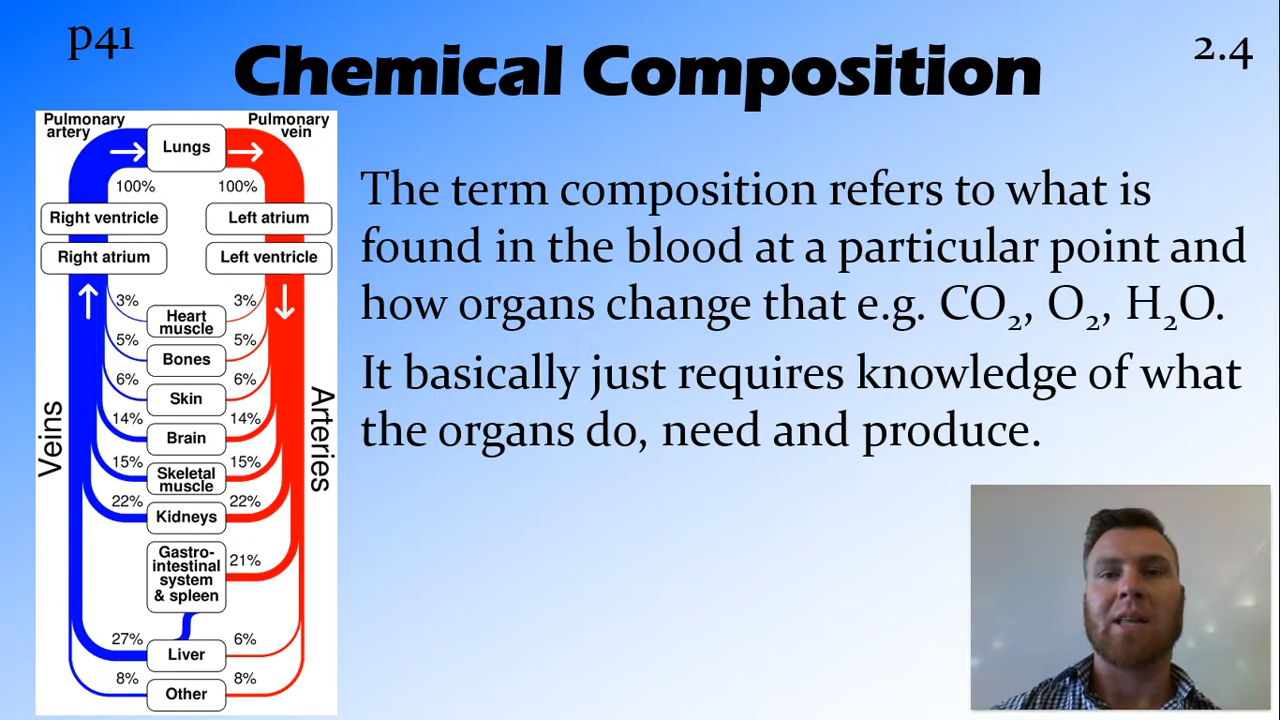 p41
Chemical Composition
2.4
Pulmonary
artery
Pulmonary
vein
Lungs
100%
100%
Right ventricle
Left atrium
Right atrium
Left ventricle
3%
3%
Heart
muscle
5%
5%
Bones
6%
6%
Skin
14%
14%
Brain
15%
15%
Skeletal
muscle
22%
22%
Kidneys
Gastro-
intestinal
system
& spleen
21%
27%
6%
Liver
8%
8%
Other
Veins
Arteries
The term composition refers to what is
found in the blood at a particular point and
how organs change that e.g. CO₂, O₂, H₂O.
It basically just requires knowledge of what
the organs do, need and produce.